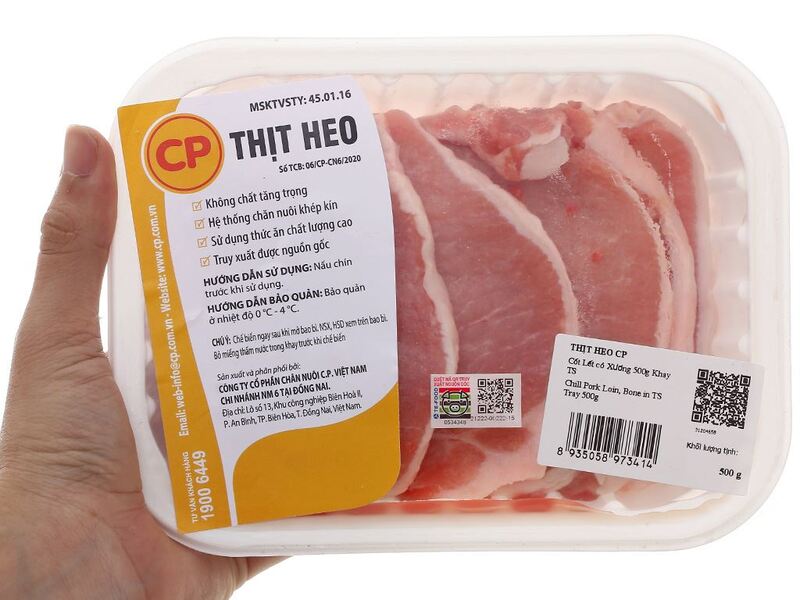 MSKTVSTY: 45.01.16
CP
THỊT HEO
Số TCB: 06/CP-CN6/2020
Không chất tăng trọng
Hệ thống chăn nuôi khép kín
Sử dụng thức ăn chất lượng cao
Truy xuất được nguồn gốc
HƯỚNG DẪN SỬ DỤNG: Nấu chín
trước khi sử dụng.
HƯỚNG DẪN BẢO QUẢN: Bảo quản
ở nhiệt độ 0 °C - 4 °C.
CHÚ Ý: Chế biến ngay sau khi mở bao bì. NSX, HSD xem trên bao bì.
Bỏ miếng thấm nước trong khay trước khi chế biến
Sản xuất và phân phối bởi:
CÔNG TY CỔ PHẦN CHĂN NUÔI C.P. VIỆT NAM
CHI NHÁNH NM 6 TẠI ĐỒNG NAI.
Địa chỉ: Lô số 13, Khu công nghiệp Biên Hoà II,
P. An Bình, TP. Biên Hòa, T. Đồng Nai, Việt Nam.
Email: web-info@cp.com.vn - Website: www.cp.com.vn
TƯ VẤN KHÁCH HÀNG
1900 6449
TE-FOOD
0534349
THỊT HEO CP
Cốt Lết có Xương 500g Khay
TS
Chill Pork Loin, Bone in TS
Tray 500g
8 935058 973414
Khối lượng tịnh:
500 g